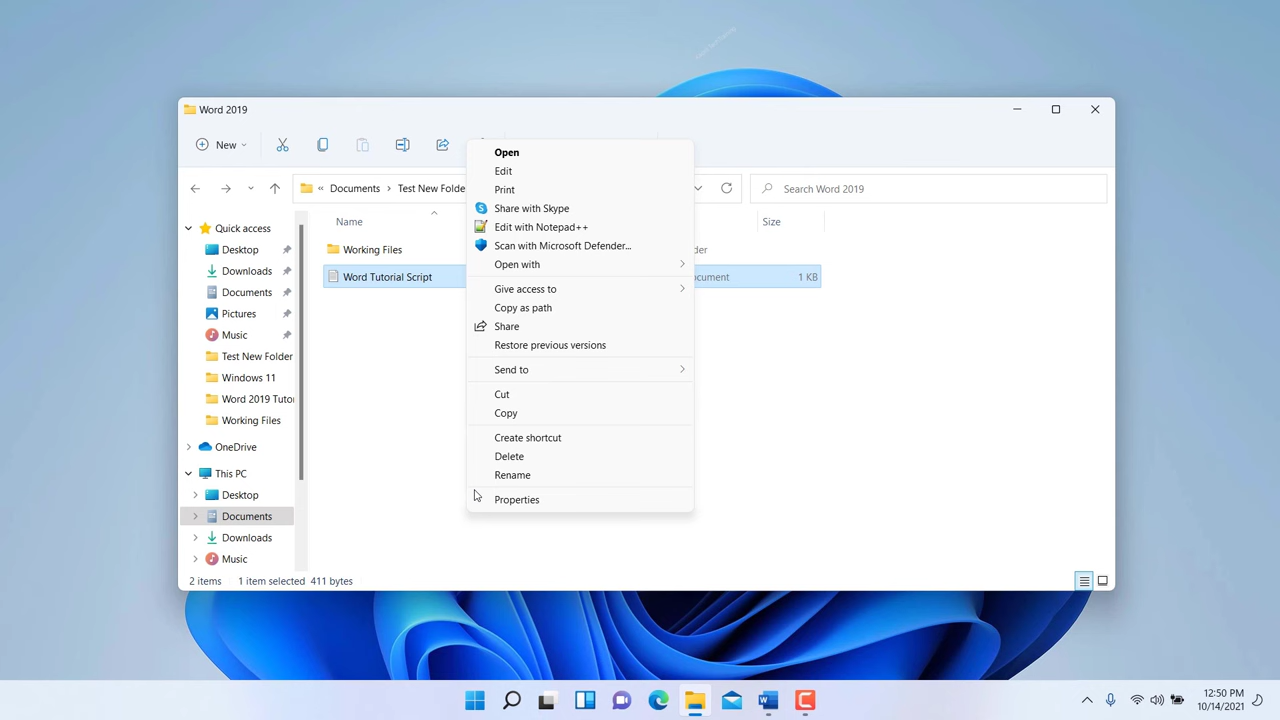 Word 2019
New
Documents
Test New Folde
Search Word 2019
Quick access
Desktop
Downloads
Documents
Pictures
Music
Test New Folder
Windows 11
Word 2019 Tuto
Working Files
OneDrive
This PC
Desktop
Documents
Downloads
Music
Name
Size
Working Files
der
Word Tutorial Script
ocument
1 KB
Open
Edit
Print
Share with Skype
Edit with Notepad++
Scan with Microsoft Defender...
Open with
Give access to
Copy as path
Share
Restore previous versions
Send to
Cut
Copy
Create shortcut
Delete
Rename
Properties
2 items 1 item selected 411 bytes
12:50 PM
10/14/2021